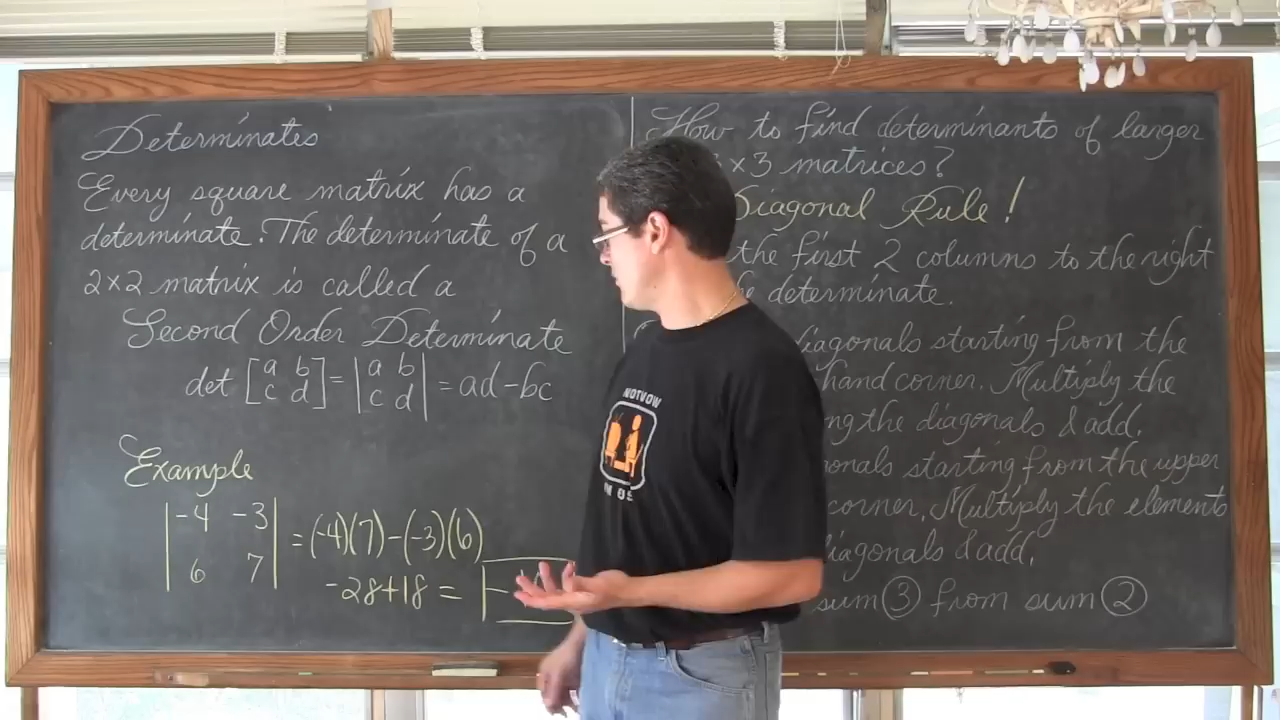 Determinates
Every square matrix has a
determinate. The determinate of a
2×2 matrix is called a
Second Order Determinate
det [a b] = |a b| = ad-bc
[c d] |c d|
Example
|-4 -3| = (-4)(7)-(-3)(6)
|6 7|
-28+18 =
How to find determinants of larger
×3 matrices?
Diagonal Rule!
the first 2 columns to the right
determinate.
diagonals starting from the
hand corner. Multiply the
the diagonals & add.
starting from the upper
corner. Multiply the elements
diagonals & add.
sum ③ from sum ②